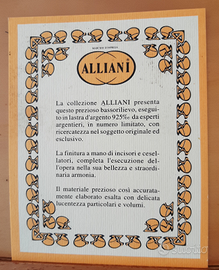 ALLIANI
La collezione ALLIANI presenta
questo prezioso bassorilievo, esegui-
to in lastra d'argento 925‰ da esperti
argentieri, in numero limitato, con
ricercatezza nel soggetto originale ed
esclusivo.
La finitura a mano di incisori e cesel-
latori, completa l'esecuzione del-
l'opera nella sua bellezza e straordi-
naria armonia.
Il materiale prezioso così accurata-
mente elaborato esalta con delicata
lucentezza particolari e volumi.